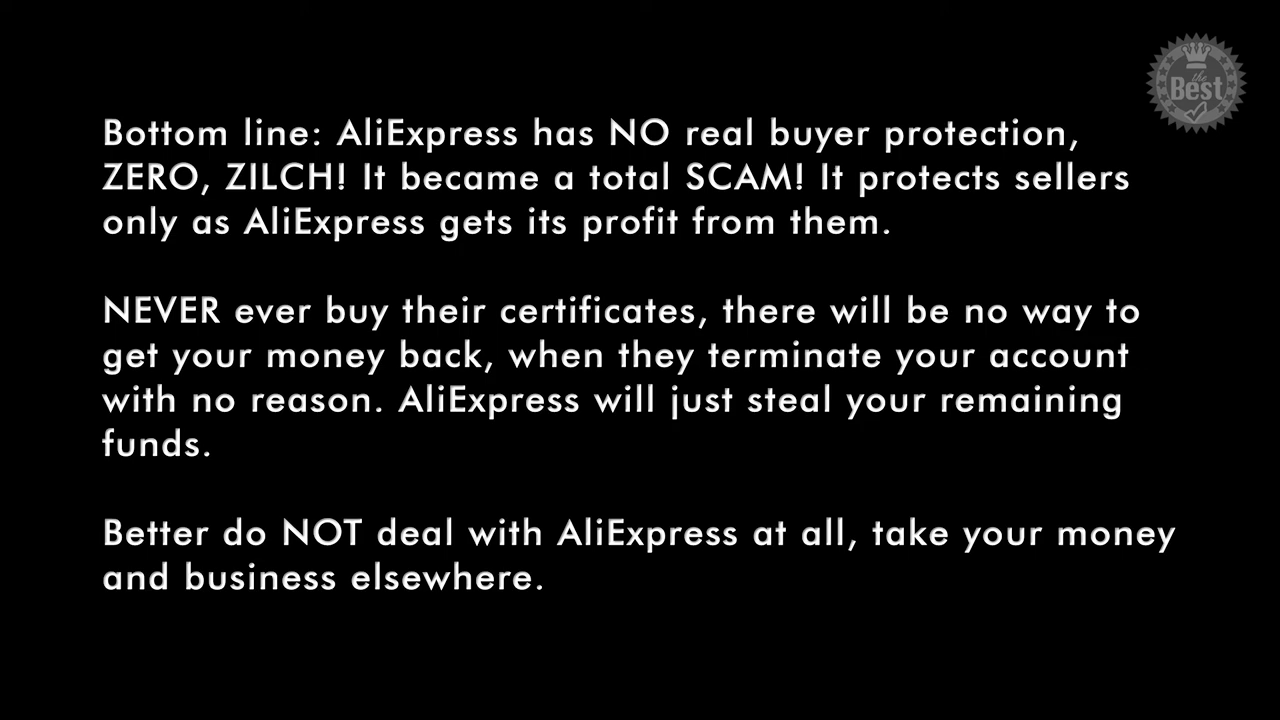 the
Best
Bottom line: AliExpress has NO real buyer protection,
ZERO, ZILCH! It became a total SCAM! It protects sellers
only as AliExpress gets its profit from them.
NEVER ever buy their certificates, there will be no way to
get your money back, when they terminate your account
with no reason. AliExpress will just steal your remaining
funds.
Better do NOT deal with AliExpress at all, take your money
and business elsewhere.